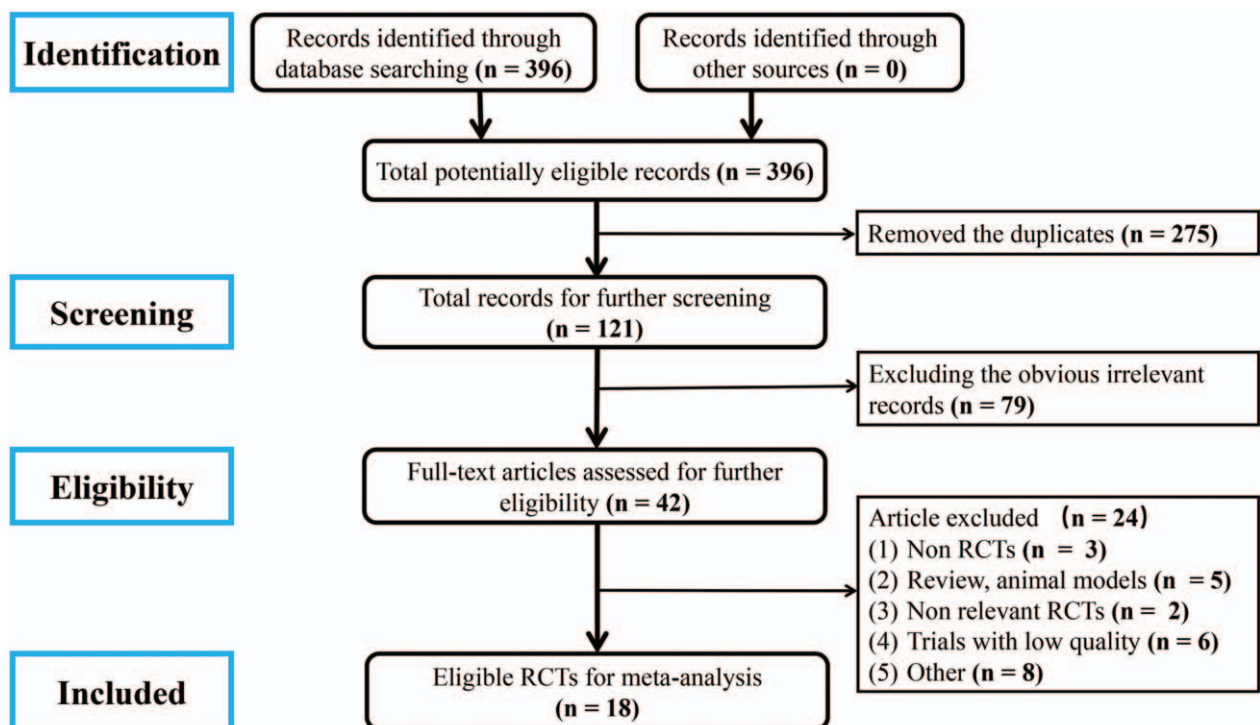 Identification
Records identified through
database searching (n = 396)
Records identified through
other sources (n = 0)
Total potentially eligible records (n = 396)
Removed the duplicates (n = 275)
Screening
Total records for further screening
(n = 121)
Excluding the obvious irrelevant
records (n = 79)
Eligibility
Full-text articles assessed for further
eligibility (n = 42)
Article excluded (n = 24)
(1) Non RCTs (n = 3)
(2) Review, animal models (n = 5)
(3) Non relevant RCTs (n = 2)
(4) Trials with low quality (n = 6)
(5) Other (n = 8)
Included
Eligible RCTs for meta-analysis
(n = 18)